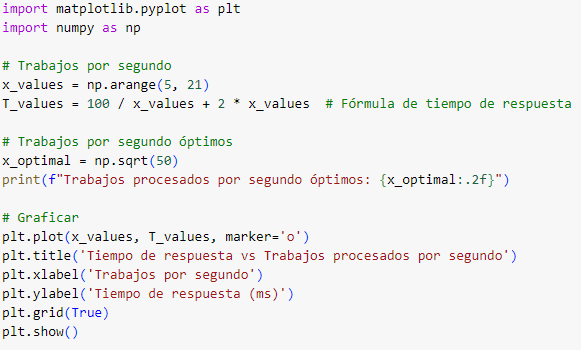 import matplotlib.pyplot as plt
import numpy as np
# Trabajos por segundo
x_values = np.arange(5, 21)
T_values = 100 / x_values + 2 * x_values  # Fórmula de tiempo de respuesta
# Trabajos por segundo óptimos
x_optimal = np.sqrt(50)
print(f"Trabajos procesados por segundo óptimos: {x_optimal:.2f}")
# Graficar
plt.plot(x_values, T_values, marker='o')
plt.title('Tiempo de respuesta vs Trabajos procesados por segundo')
plt.xlabel('Trabajos por segundo')
plt.ylabel('Tiempo de respuesta (ms)')
plt.grid(True)
plt.show()